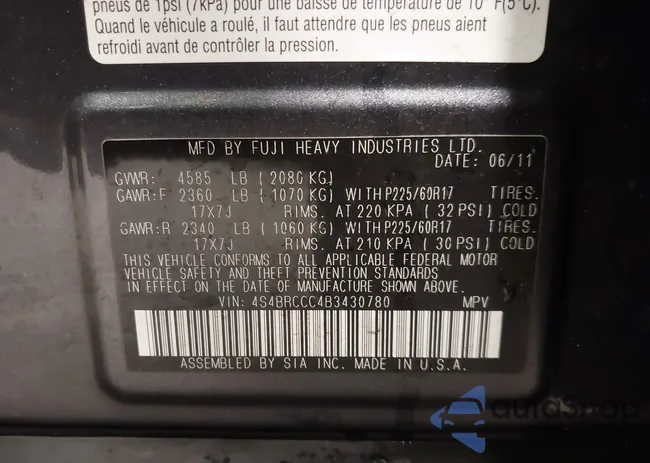 pneus de 1psi (7kPa) pour une baisse de température de 10° F(5°C).
Quand le véhicule a roulé, il faut attendre que les pneus aient
refroidi avant de contrôler la pression.
MFD BY FUJI HEAVY INDUSTRIES LTD.
DATE: 06/11
GVWR: 4585 LB (2080 KG)
GAWR:F 2360 LB (1070 KG) WITH P225/60R17 TIRES.
17X7J RIMS. AT 220 KPA (32 PSI) COLD
GAWR:R 2340 LB (1060 KG) WITH P225/60R17 TIRES.
17X7J RIMS. AT 210 KPA (30 PSI) COLD
THIS VEHICLE CONFORMS TO ALL APPLICABLE FEDERAL MOTOR
VEHICLE SAFETY AND THEFT PREVENTION STANDARDS
IN EFFECT ON THE DATE OF MANUFACTURE SHOWN ABOVE.
VIN: 4S4BRCCC4B3430780 MPV
ASSEMBLED BY SIA INC. MADE IN U.S.A.
autosnap